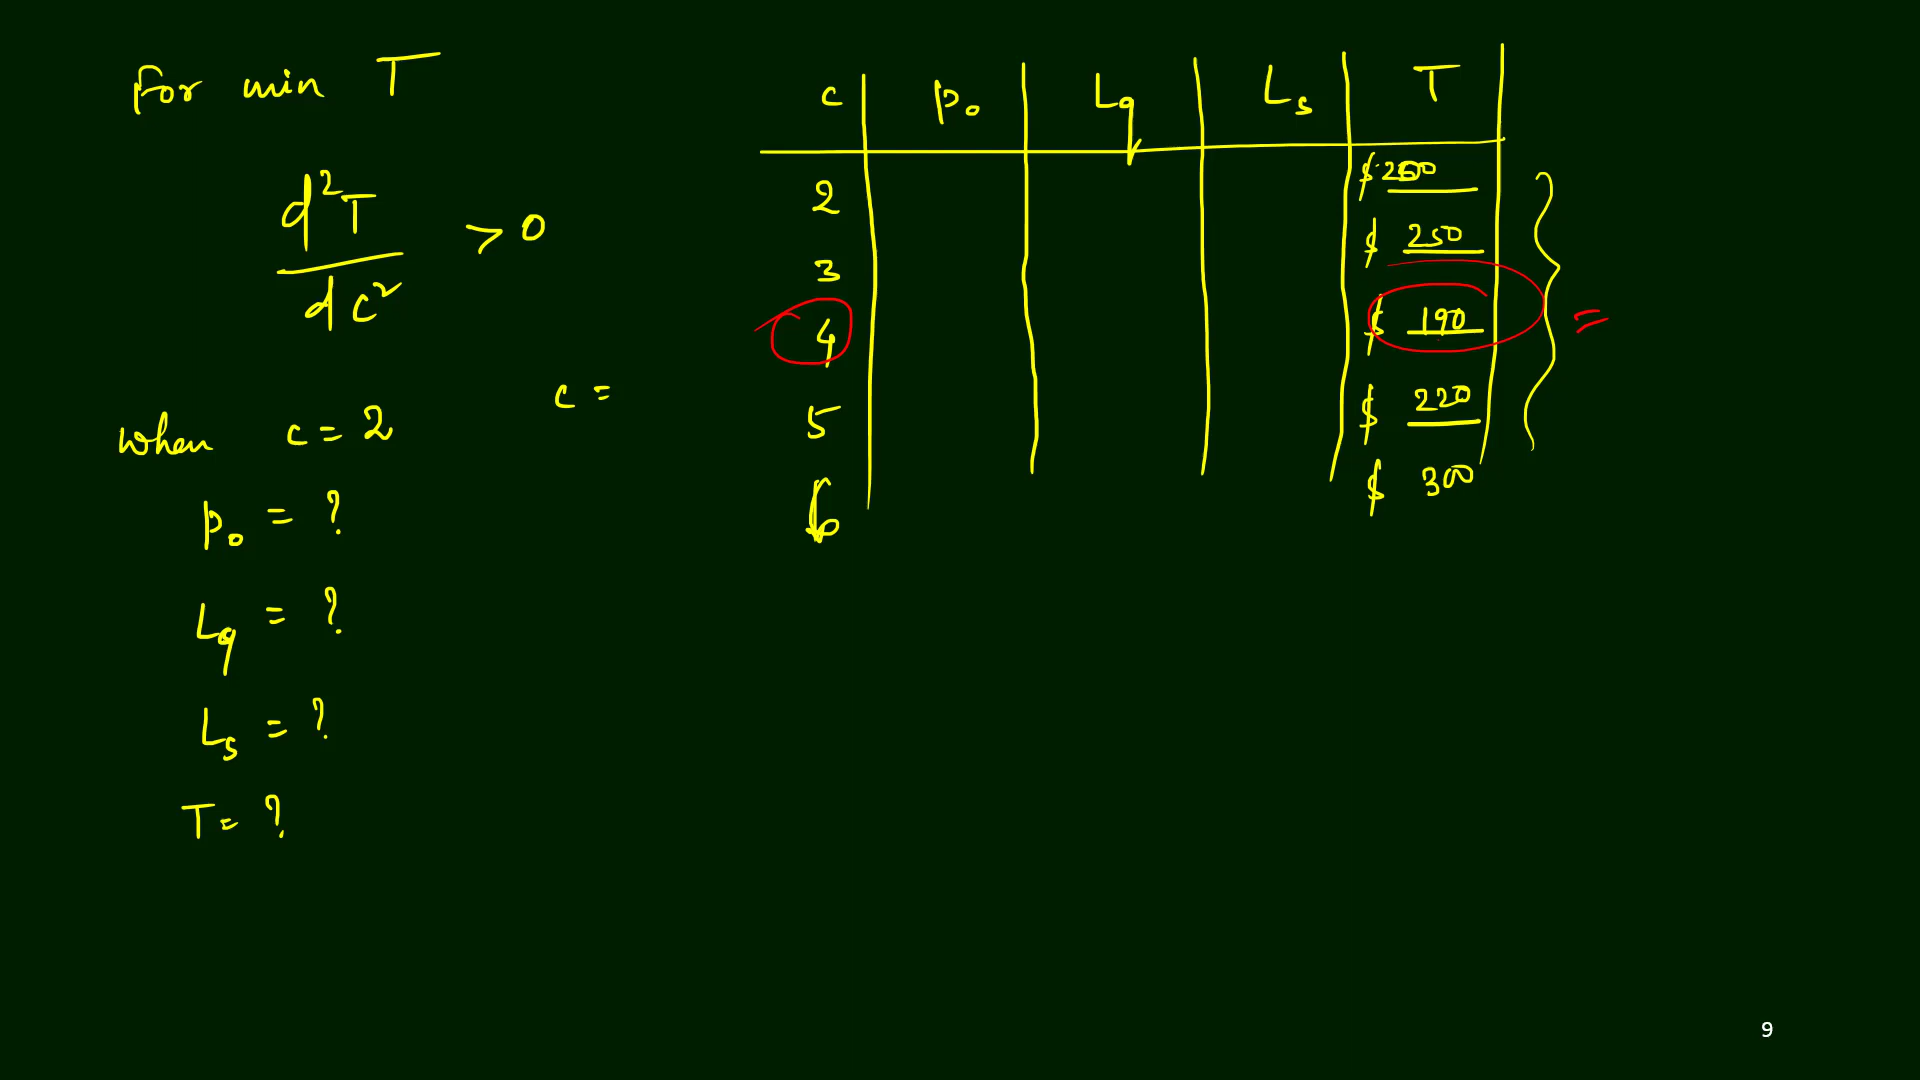 For min T
d²T / dc² > 0
when c = 2
c =
p₀ = ?
Lq = ?
Ls = ?
T = ?
c p₀ Lq Ls T
2 $
3 $ 250
4 $ 190 =
5 $ 220
6 $ 300
9